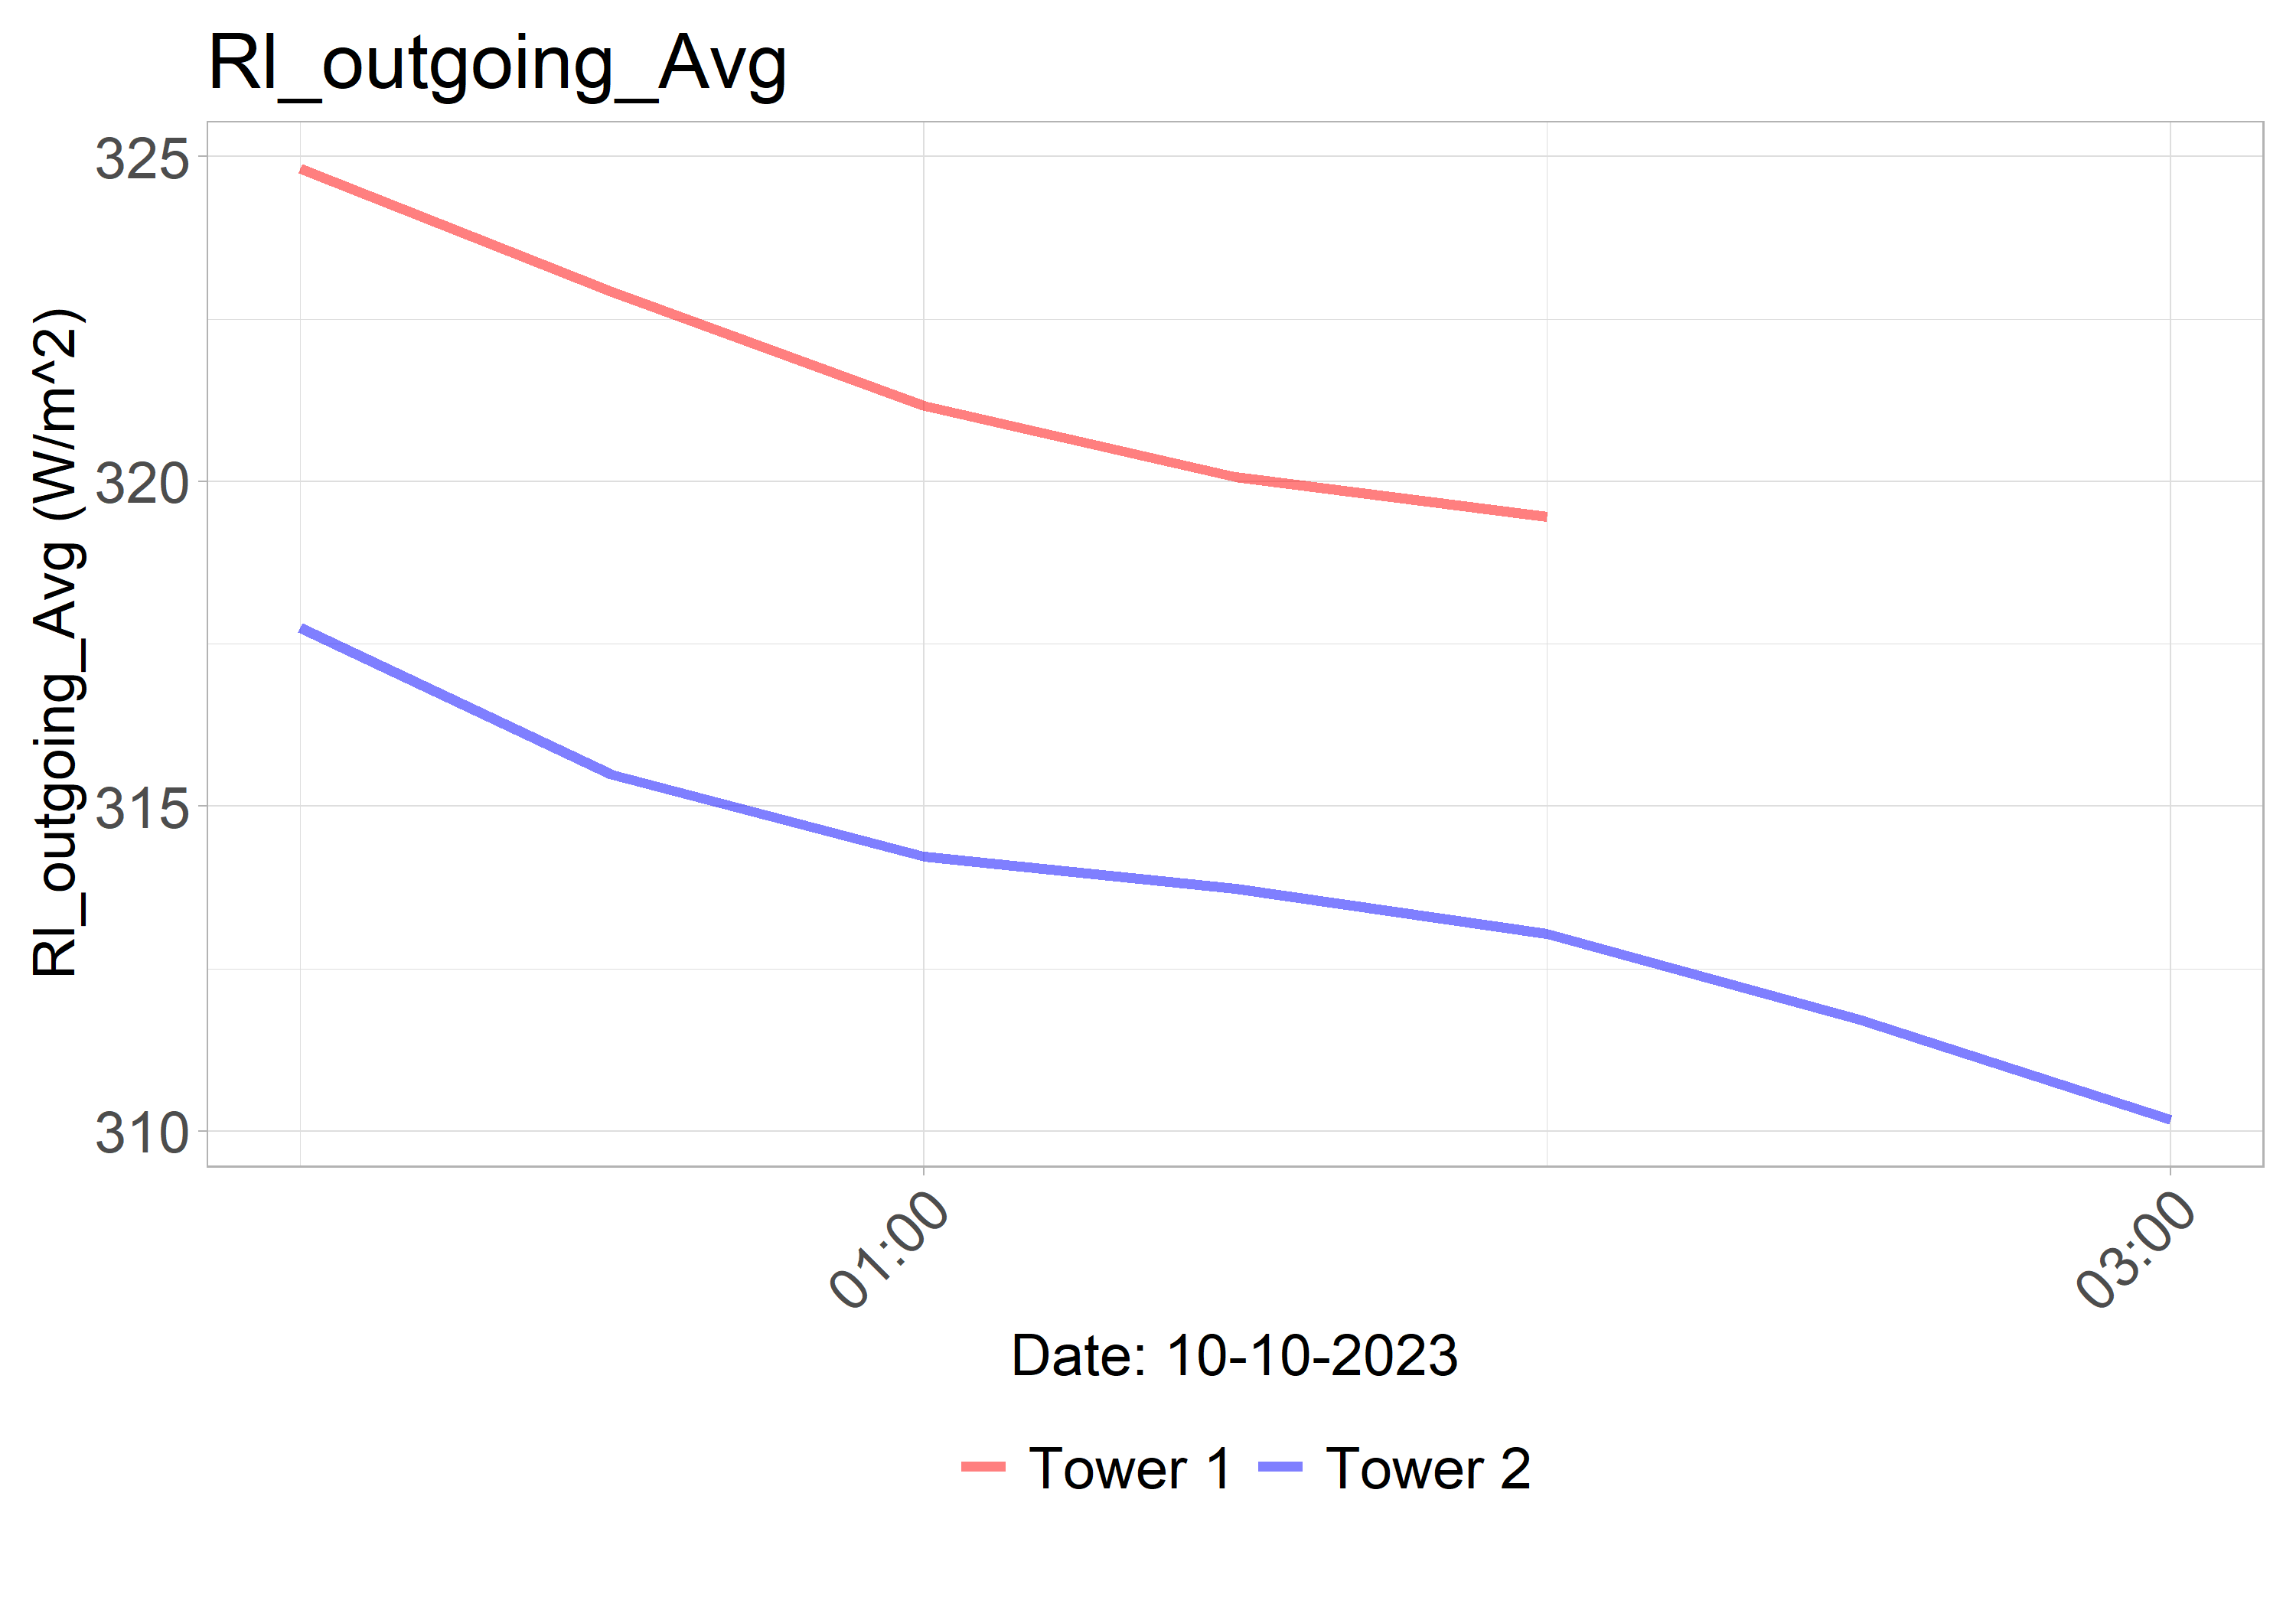 Rl_outgoing_Avg
Rl_outgoing_Avg (W/m^2)
325
320
315
310
01:00
03:00
Date: 10-10-2023
Tower 1
Tower 2